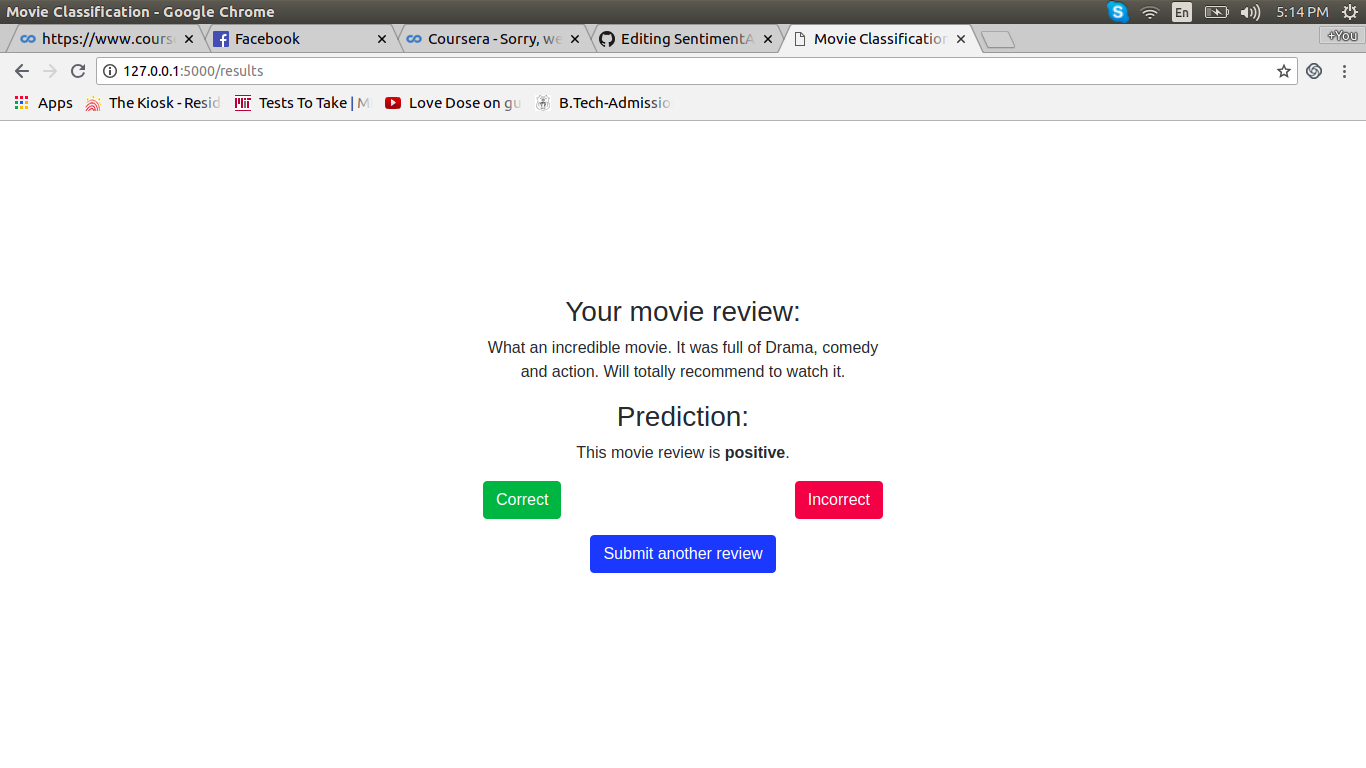 Movie Classification - Google Chrome
En
5:14 PM
https://www.cours
Facebook
Coursera - Sorry, we
Editing SentimentA
Movie Classification
+You
127.0.0.1:5000/results
Apps
The Kiosk - Resid
Tests To Take | M
Love Dose on gu
B.Tech-Admissio
Your movie review:
What an incredible movie. It was full of Drama, comedy
and action. Will totally recommend to watch it.
Prediction:
This movie review is positive.
Correct
Incorrect
Submit another review